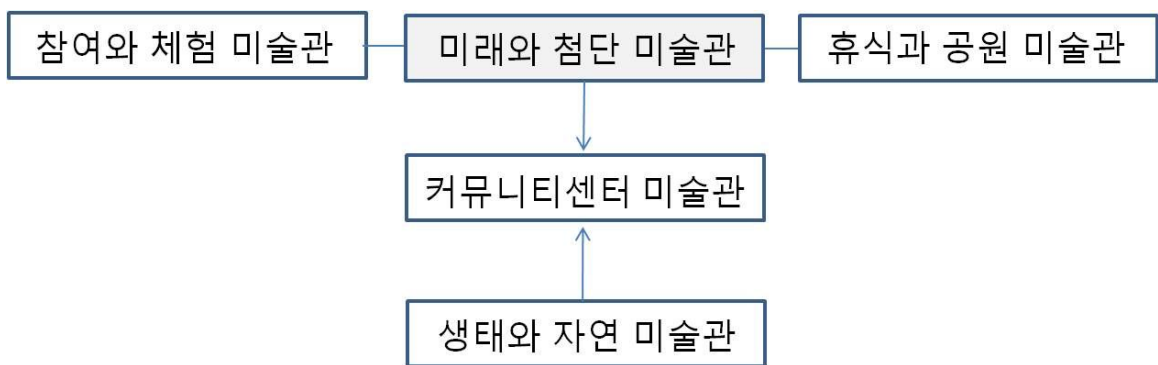 참여와 체험 미술관
미래와 첨단 미술관
휴식과 공원 미술관
커뮤니티센터 미술관
생태와 자연 미술관